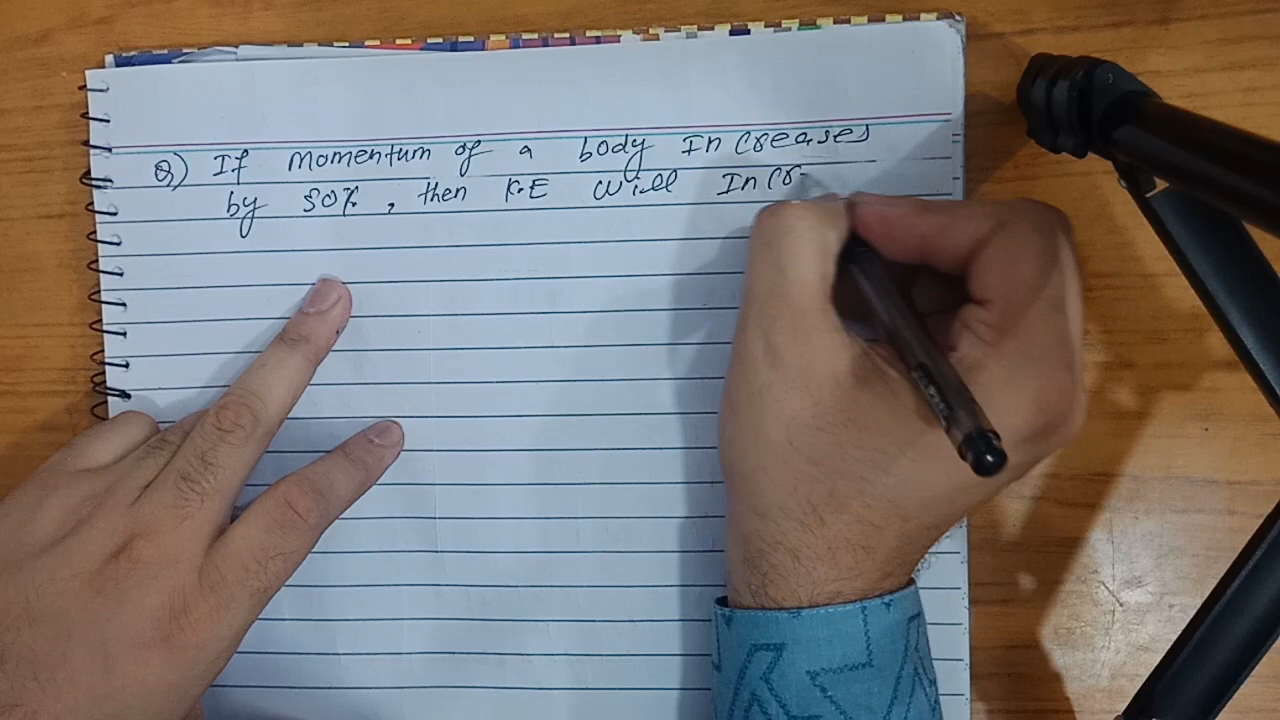 Q) If Momentum of a body Increases
by 50%, then K.E will Incr